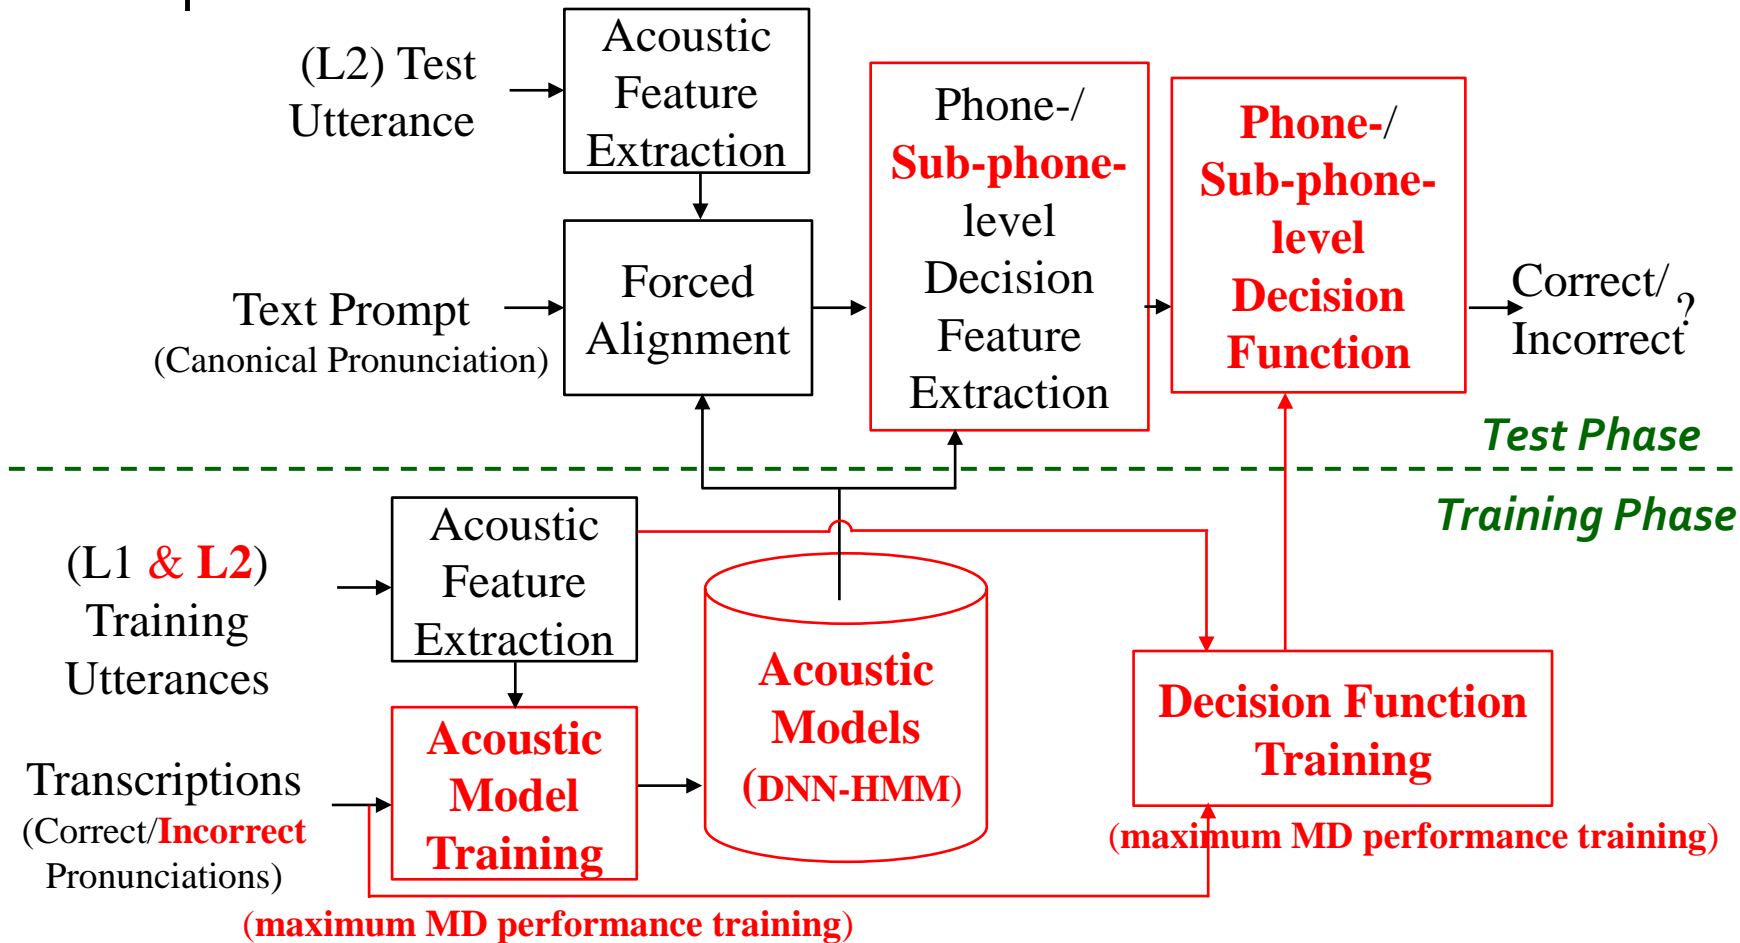 (L2) Test
Utterance
Acoustic
Feature
Extraction
Text Prompt
(Canonical Pronunciation)
Forced
Alignment
Phone-/
Sub-phone-
level
Decision
Feature
Extraction
Phone-/
Sub-phone-
level
Decision
Function
Correct/
Incorrect
?
Test Phase
Training Phase
(L1 & L2)
Training
Utterances
Acoustic
Feature
Extraction
Transcriptions
(Correct/Incorrect
Pronunciations)
Acoustic
Model
Training
(maximum MD performance training)
Acoustic
Models
(DNN-HMM)
Decision Function
Training
(maximum MD performance training)